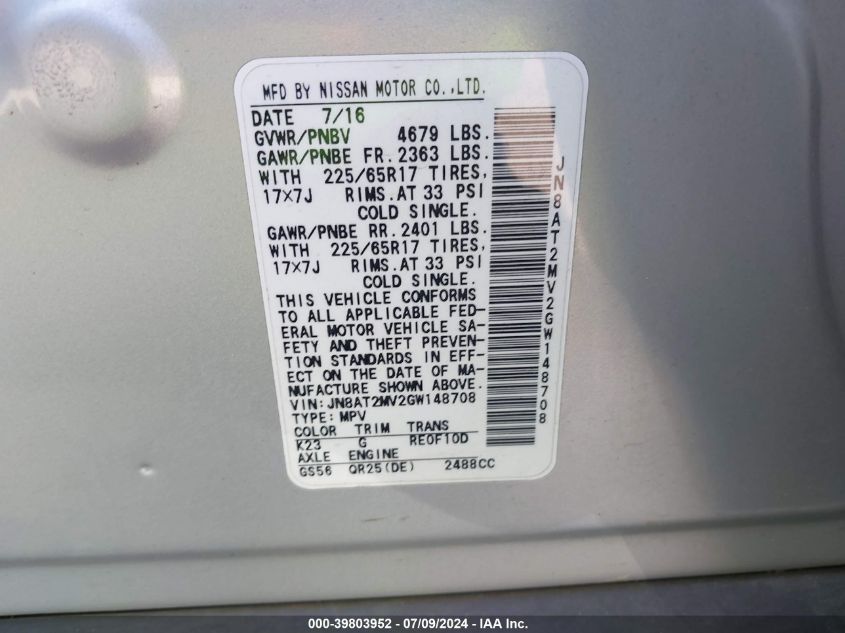 MFD BY NISSAN MOTOR CO.,LTD.
DATE 7/16
GVWR/PNBV 4679 LBS.
GAWR/PNBE FR. 2363 LBS.
WITH 225/65R17 TIRES,
17×7J RIMS. AT 33 PSI
COLD SINGLE.
GAWR/PNBE RR. 2401 LBS.
WITH 225/65R17 TIRES,
17×7J RIMS. AT 33 PSI
COLD SINGLE.
THIS VEHICLE CONFORMS
TO ALL APPLICABLE FED-
ERAL MOTOR VEHICLE SA-
FETY AND THEFT PREVEN-
TION STANDARDS IN EFF-
ECT ON THE DATE OF MA-
NUFACTURE SHOWN ABOVE.
VIN:JN8AT2MV2GW148708
TYPE: MPV
COLOR TRIM TRANS
K23 G RE0F10D
AXLE ENGINE
GS56 QR25(DE) 2488CC
JN8AT2MV2GW148708
000-39803952 - 07/09/2024 - IAA Inc.